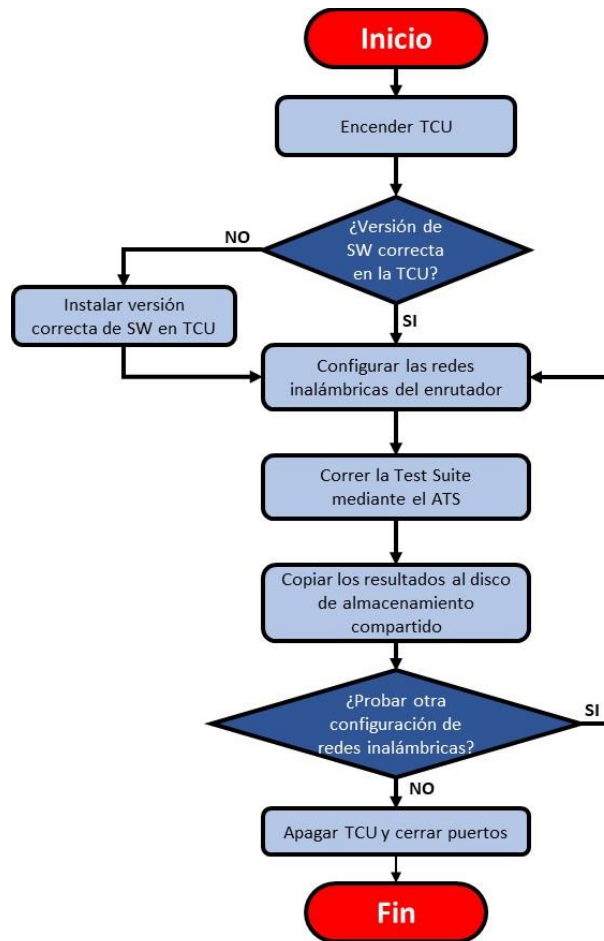 Inicio
Encender TCU
¿Versión de
SW correcta
en la TCU?
NO
Instalar versión
correcta de SW en TCU
SI
Configurar las redes
inalámbricas del enrutador
Correr la Test Suite
mediante el ATS
Copiar los resultados al disco
de almacenamiento
compartido
¿Probar otra
configuración de
redes inalámbricas?
SI
NO
Apagar TCU y cerrar puertos
Fin